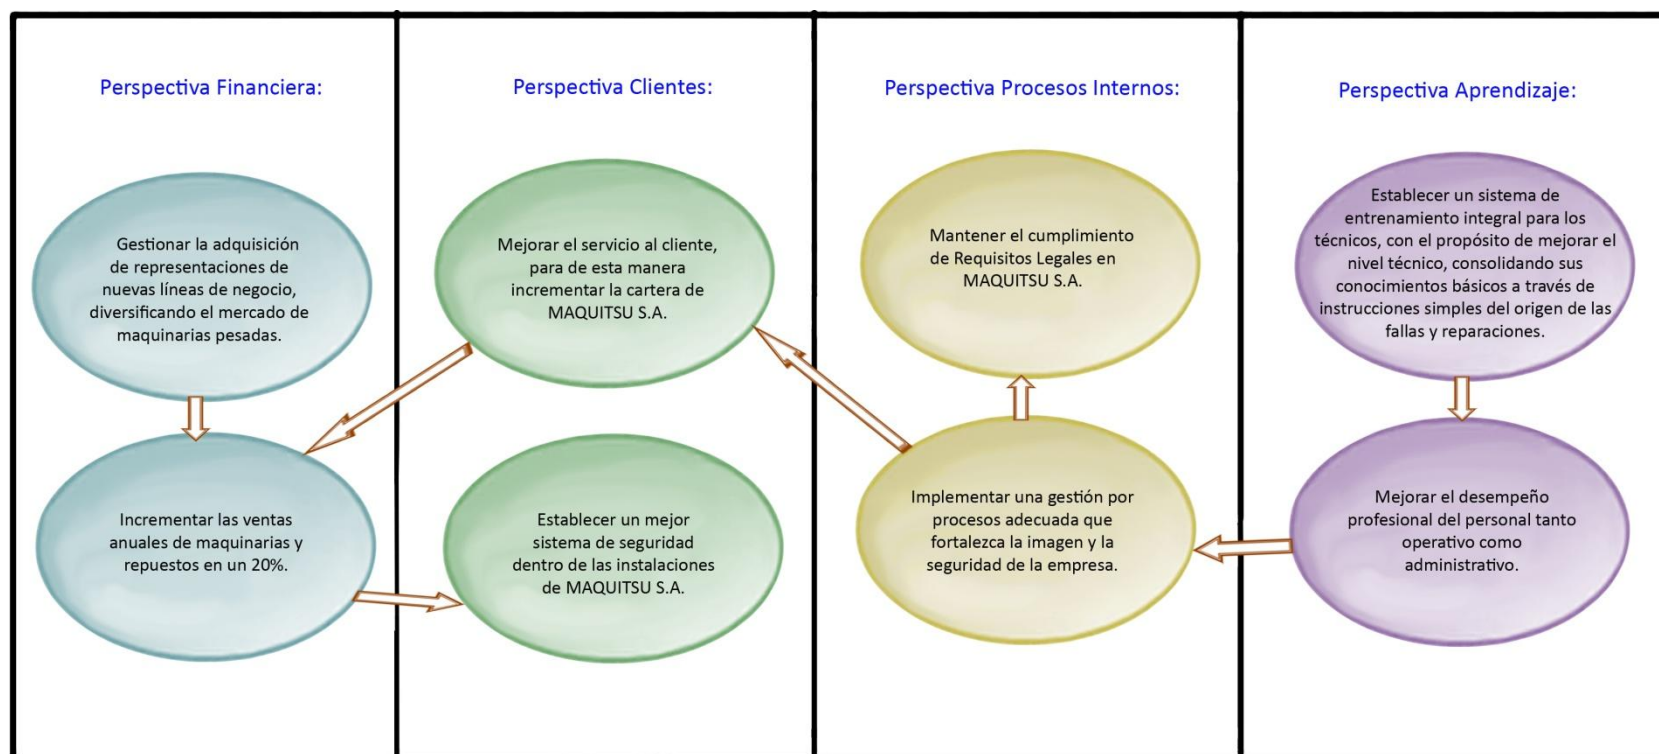 Perspectiva Financiera:
Gestionar la adquisición
de representaciones de
nuevas líneas de negocio,
diversificando el mercado de
maquinarias pesadas.
Incrementar las ventas
anuales de maquinarias y
repuestos en un 20%.
Perspectiva Clientes:
Mejorar el servicio al cliente,
para de esta manera
incrementar la cartera de
MAQUITSU S.A.
Establecer un mejor
sistema de seguridad
dentro de las instalaciones
de MAQUITSU S.A.
Perspectiva Procesos Internos:
Mantener el cumplimiento
de Requisitos Legales en
MAQUITSU S.A.
Implementar una gestión por
procesos adecuada que
fortalezca la imagen y la
seguridad de la empresa.
Perspectiva Aprendizaje:
Establecer un sistema de
entrenamiento integral para los
técnicos, con el propósito de mejorar el
nivel técnico, consolidando sus
conocimientos básicos a través de
instrucciones simples del origen de las
fallas y reparaciones.
Mejorar el desempeño
profesional del personal tanto
operativo como
administrativo.